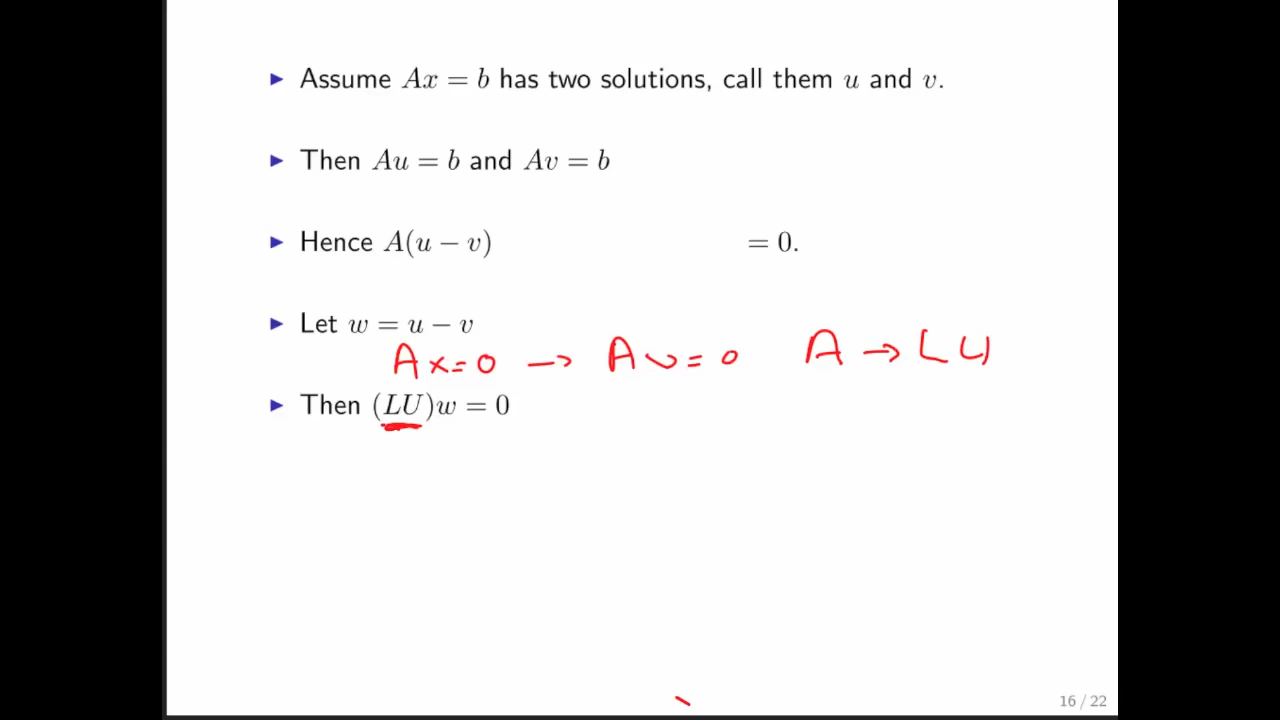 ▶ Assume Ax = b has two solutions, call them u and v.
▶ Then Au = b and Av = b
▶ Hence A(u − v) = 0.
▶ Let w = u − v
Ax=0 → Aw=0 A → LU
▶ Then (LU)w = 0
16 / 22